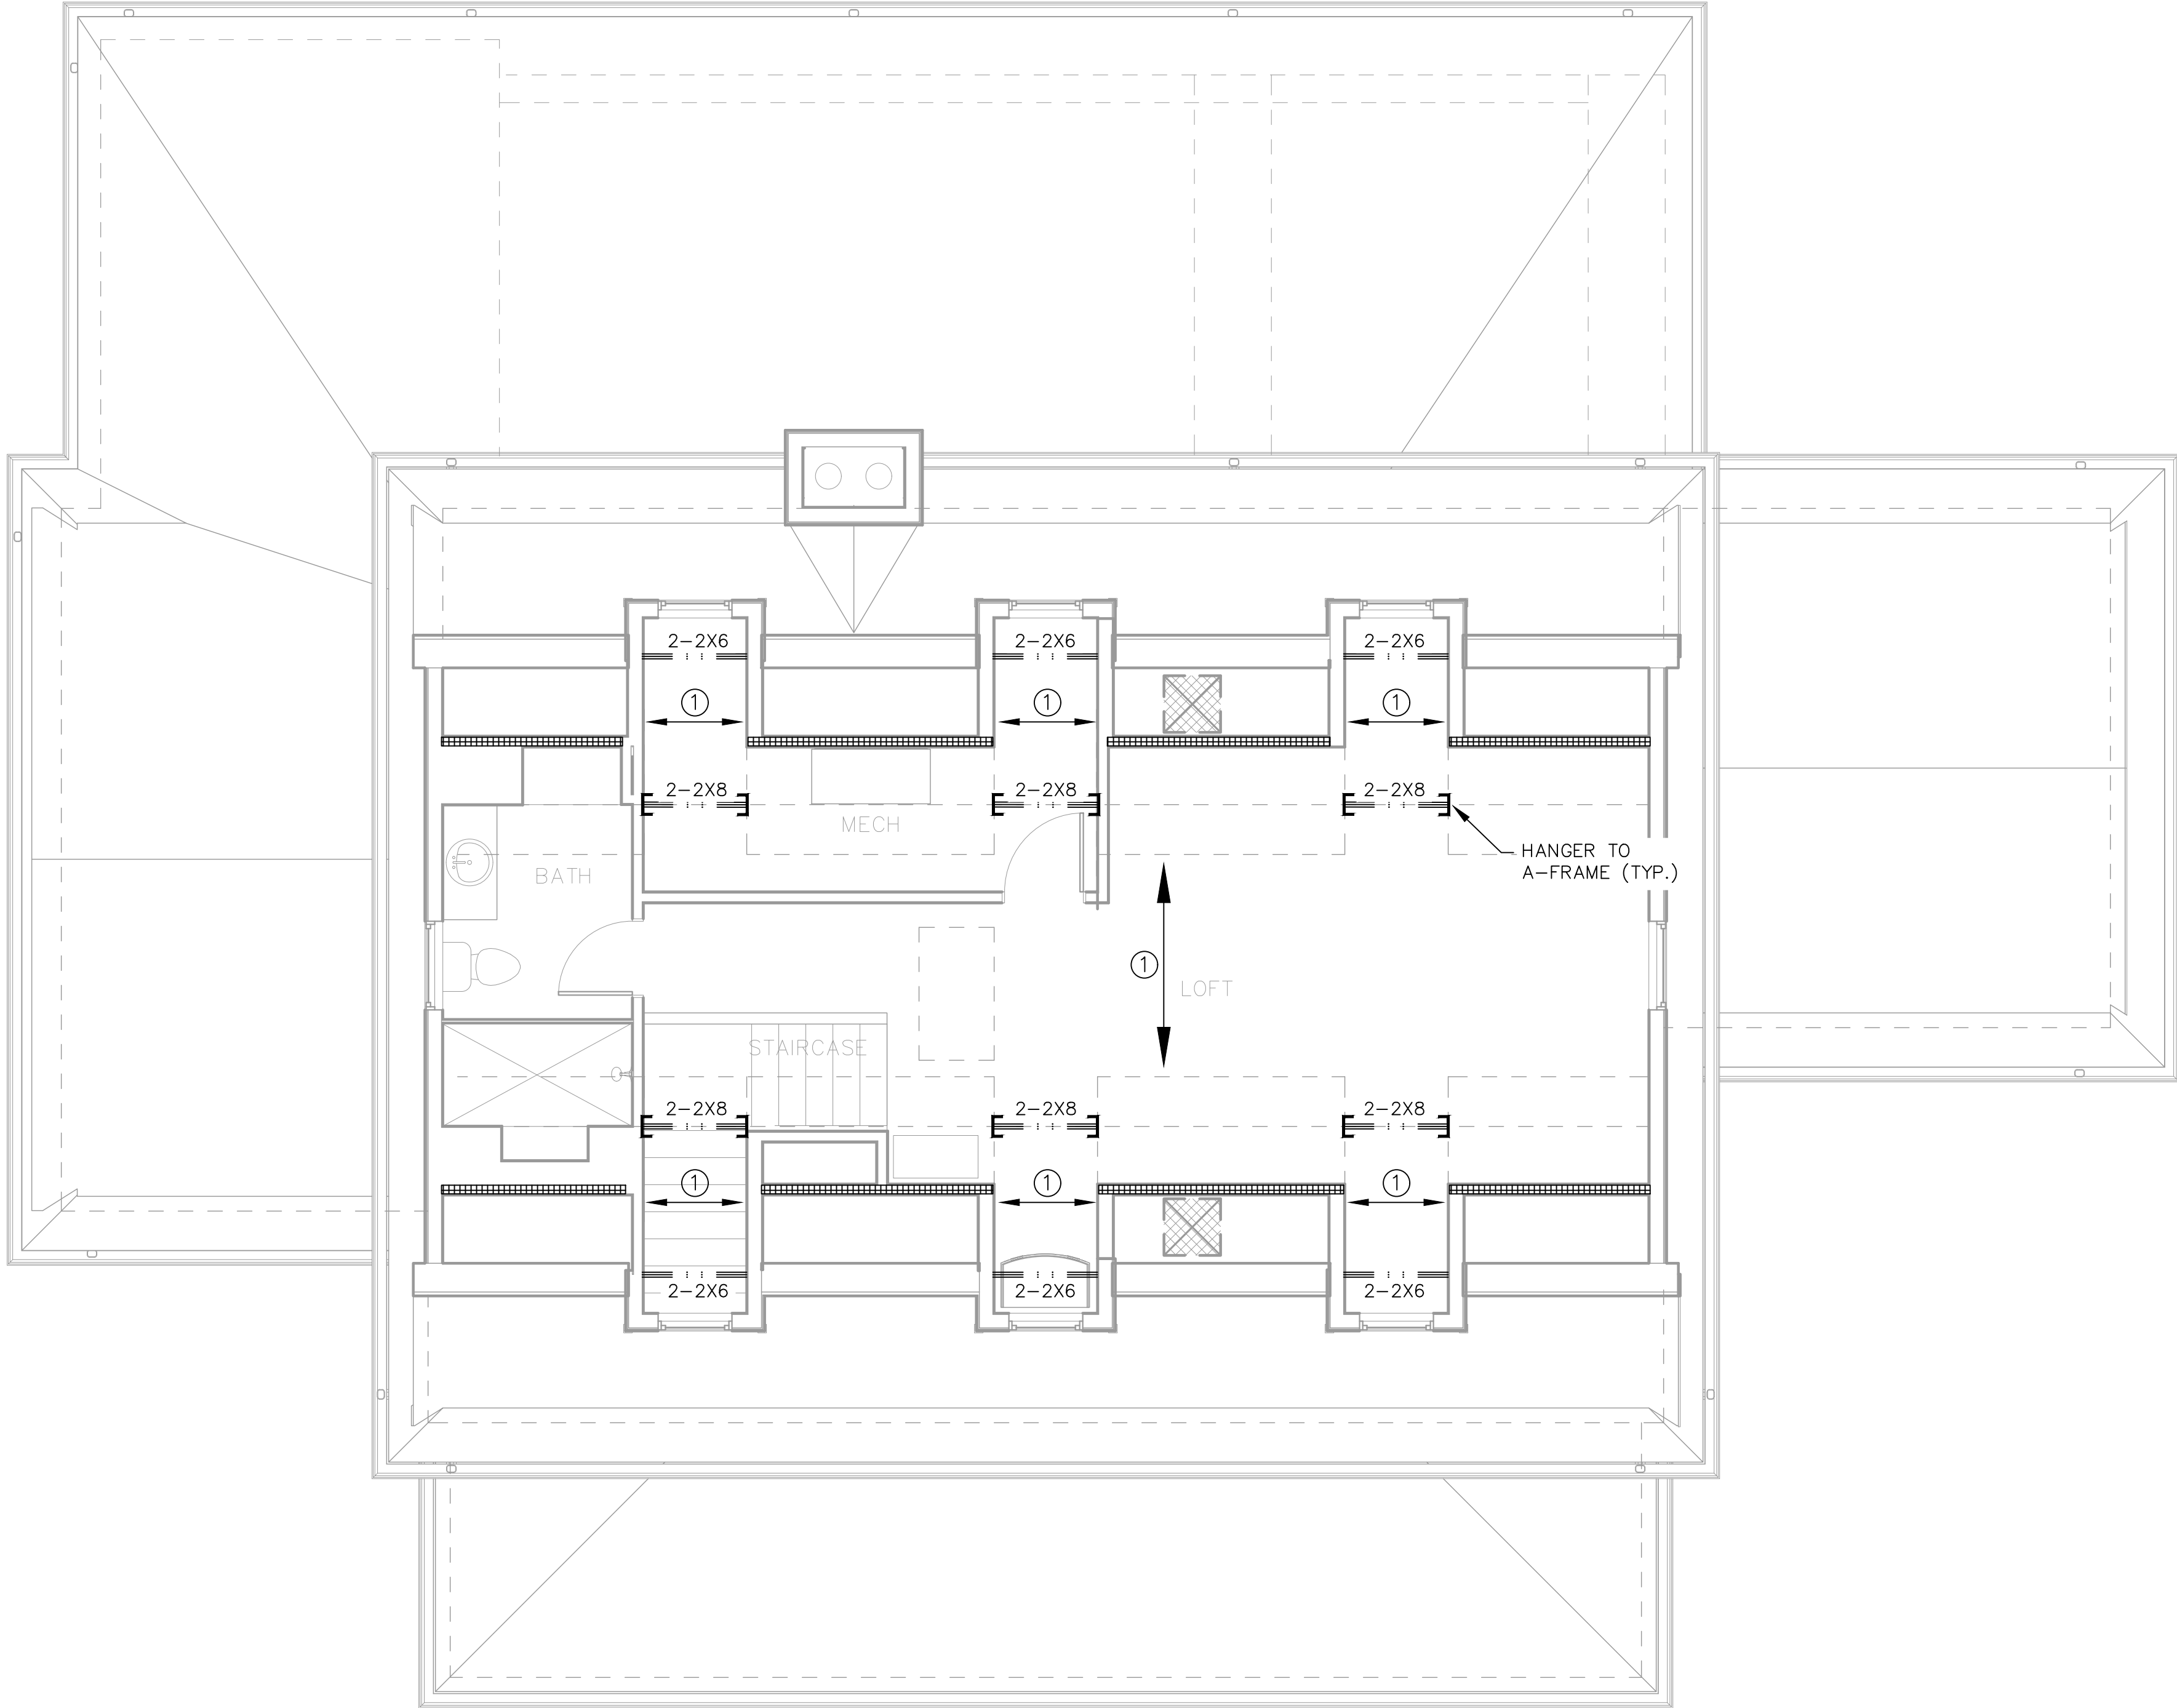 2-2X6 2-2X6 2-2X6
1 1 1
2-2X8 2-2X8 2-2X8
MECH
HANGER TO
A-FRAME (TYP.)
BATH
1
LOFT
STAIRCASE
2-2X8 2-2X8 2-2X8
1 1 1
2-2X6 2-2X6 2-2X6